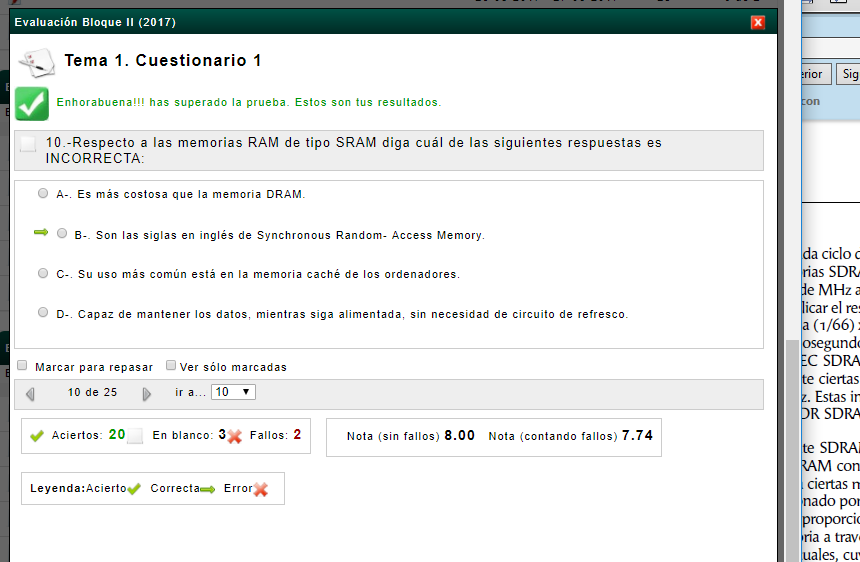 Evaluación Bloque II (2017)
Tema 1. Cuestionario 1
Enhorabuena!!! has superado la prueba. Estos son tus resultados.
10.-Respecto a las memorias RAM de tipo SRAM diga cuál de las siguientes respuestas es
INCORRECTA:
A-. Es más costosa que la memoria DRAM.
B-. Son las siglas en inglés de Synchronous Random- Access Memory.
C-. Su uso más común está en la memoria caché de los ordenadores.
D-. Capaz de mantener los datos, mientras siga alimentada, sin necesidad de circuito de refresco.
Marcar para repasar Ver sólo marcadas
10 de 25 ir a... 10
Aciertos: 20 En blanco: 3 Fallos: 2 Nota (sin fallos) 8.00 Nota (contando fallos) 7.74
Leyenda:Acierto Correcta Error
erior Sig
con
da ciclo
rias SDRA
de MHz a
licar el res
a (1/66)
osegundo
EC SDRA
te ciertas
z. Estas in
DR SDRA
te SDRAM
RAM con
ciertas m
nado por
proporcio
ria a trav
uales, cu